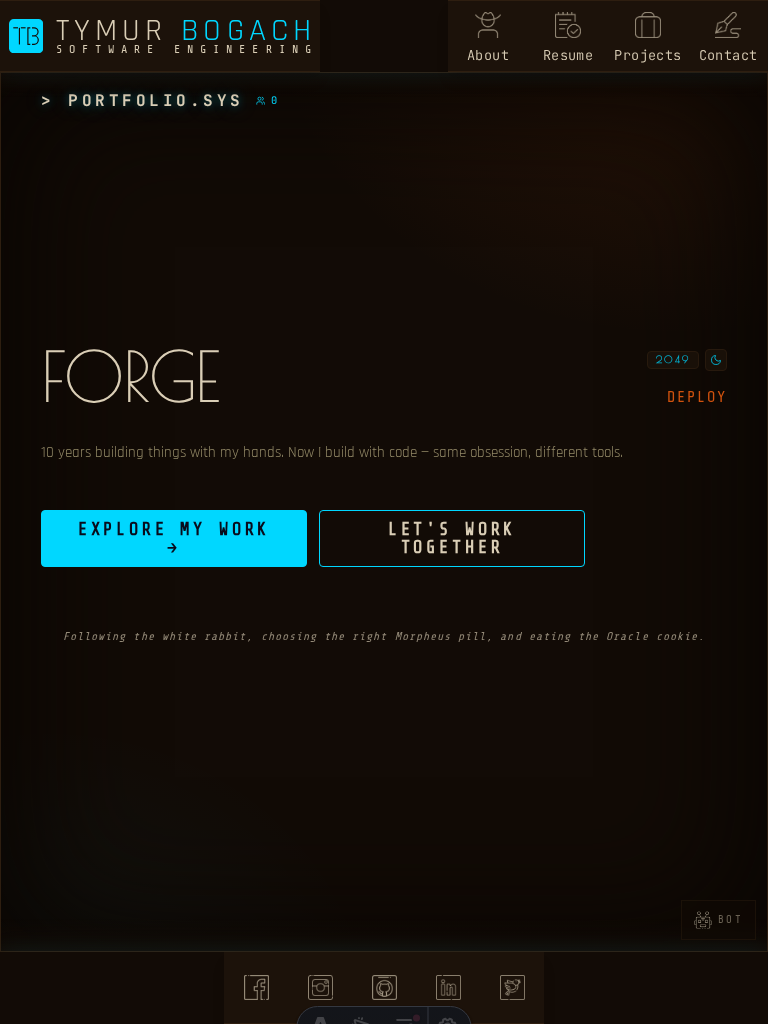 TB TYMUR BOGACH
SOFTWARE ENGINEERING
About Resume Projects Contact
> PORTFOLIO.SYS 0
FORGE
2049
DEPLOY
10 years building things with my hands. Now I build with code — same obsession, different tools.
EXPLORE MY WORK →
LET'S WORK
TOGETHER
Following the white rabbit, choosing the right Morpheus pill, and eating the Oracle cookie.
BOT